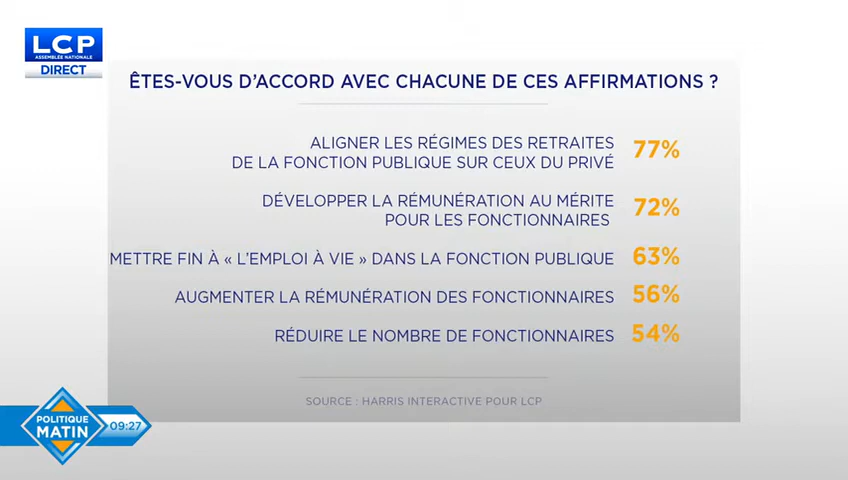 LCP
ASSEMBLÉE NATIONALE
DIRECT
ÊTES-VOUS D'ACCORD AVEC CHACUNE DE CES AFFIRMATIONS ?
ALIGNER LES RÉGIMES DES RETRAITES
DE LA FONCTION PUBLIQUE SUR CEUX DU PRIVÉ
77%
DÉVELOPPER LA RÉMUNÉRATION AU MÉRITE
POUR LES FONCTIONNAIRES
72%
METTRE FIN À « L'EMPLOI À VIE » DANS LA FONCTION PUBLIQUE 63%
AUGMENTER LA RÉMUNÉRATION DES FONCTIONNAIRES 56%
RÉDUIRE LE NOMBRE DE FONCTIONNAIRES 54%
SOURCE : HARRIS INTERACTIVE POUR LCP
POLITIQUE
MATIN
09:27